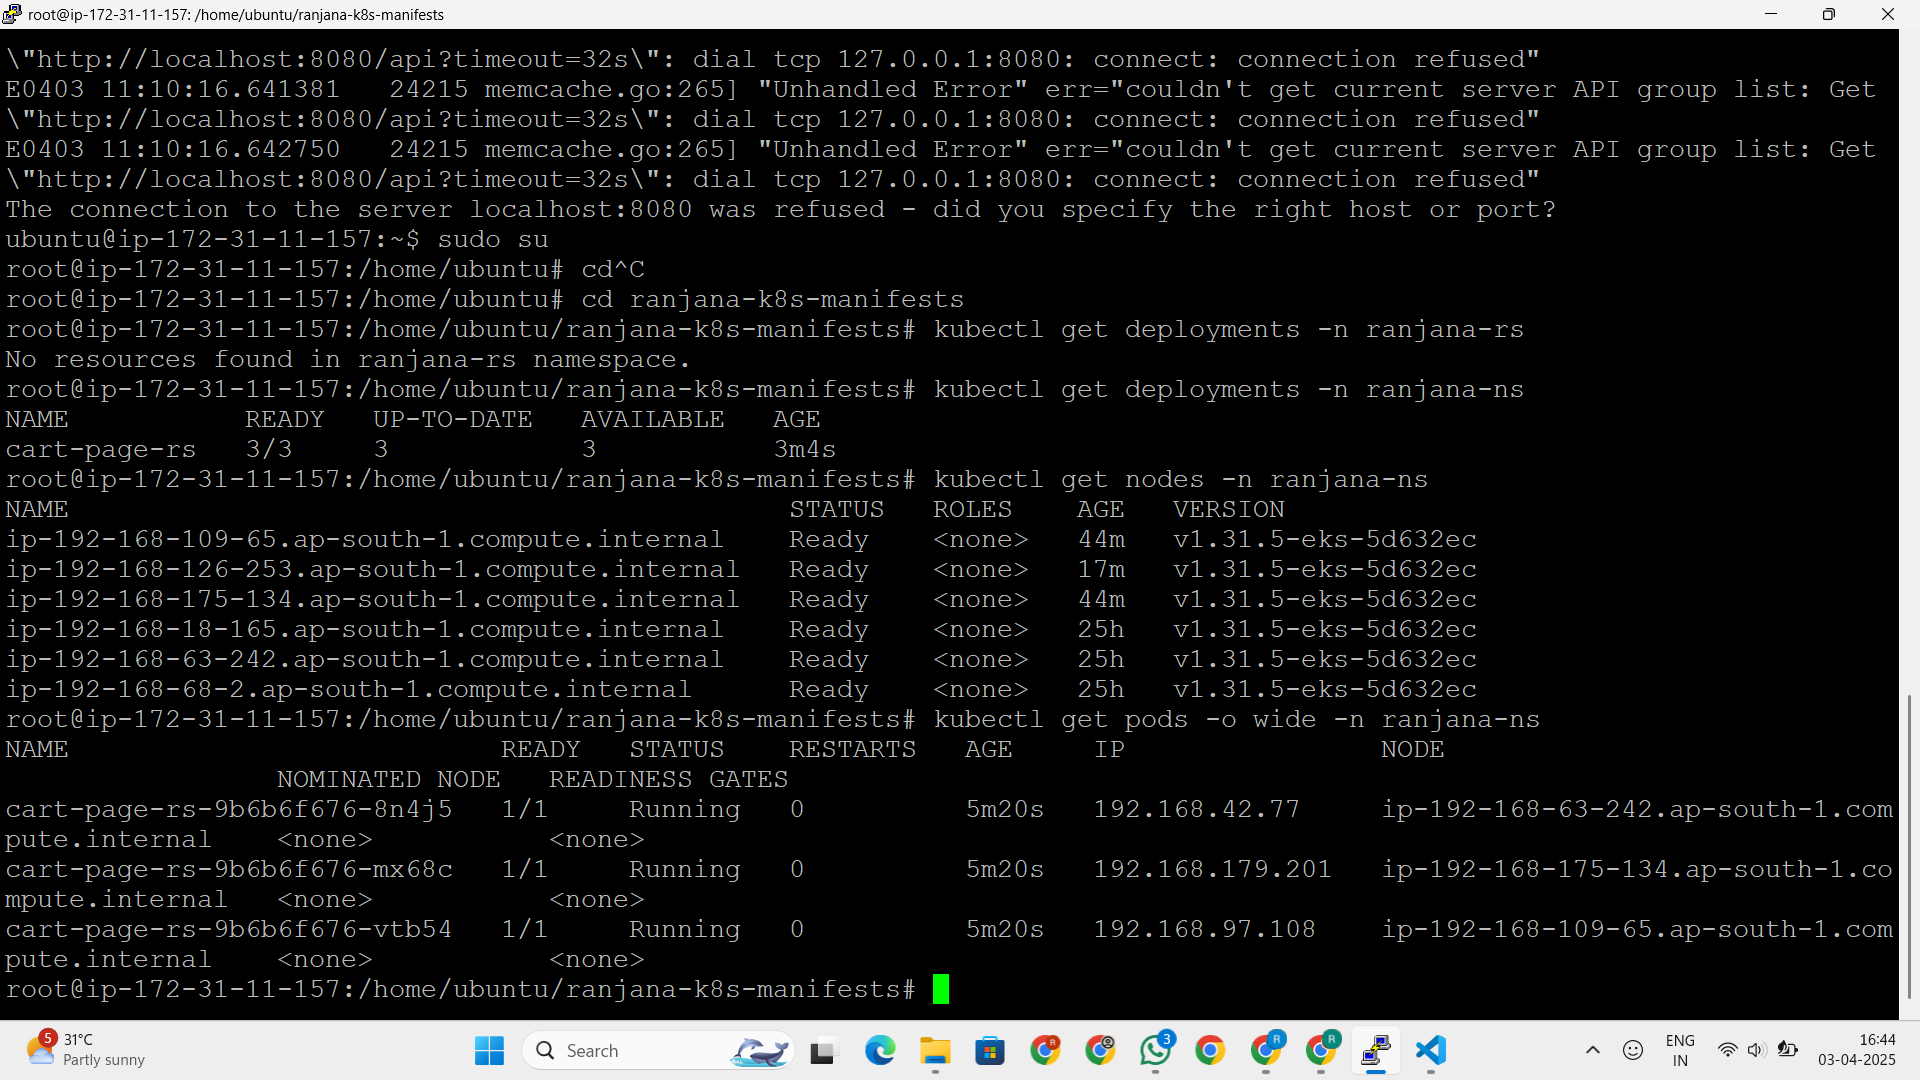 root@ip-172-31-11-157: /home/ubuntu/ranjana-k8s-manifests
\"http://localhost:8080/api?timeout=32s\": dial tcp 127.0.0.1:8080: connect: connection refused"
E0403 11:10:16.641381   24215 memcache.go:265] "Unhandled Error" err="couldn't get current server API group list: Get
\"http://localhost:8080/api?timeout=32s\": dial tcp 127.0.0.1:8080: connect: connection refused"
E0403 11:10:16.642750   24215 memcache.go:265] "Unhandled Error" err="couldn't get current server API group list: Get
\"http://localhost:8080/api?timeout=32s\": dial tcp 127.0.0.1:8080: connect: connection refused"
The connection to the server localhost:8080 was refused - did you specify the right host or port?
ubuntu@ip-172-31-11-157:~$ sudo su
root@ip-172-31-11-157:/home/ubuntu# cd^C
root@ip-172-31-11-157:/home/ubuntu# cd ranjana-k8s-manifests
root@ip-172-31-11-157:/home/ubuntu/ranjana-k8s-manifests# kubectl get deployments -n ranjana-rs
No resources found in ranjana-rs namespace.
root@ip-172-31-11-157:/home/ubuntu/ranjana-k8s-manifests# kubectl get deployments -n ranjana-ns
NAME           READY   UP-TO-DATE   AVAILABLE   AGE
cart-page-rs   3/3     3            3           3m4s
root@ip-172-31-11-157:/home/ubuntu/ranjana-k8s-manifests# kubectl get nodes -n ranjana-ns
NAME                                             STATUS   ROLES    AGE   VERSION
ip-192-168-109-65.ap-south-1.compute.internal    Ready    <none>   44m   v1.31.5-eks-5d632ec
ip-192-168-126-253.ap-south-1.compute.internal   Ready    <none>   17m   v1.31.5-eks-5d632ec
ip-192-168-175-134.ap-south-1.compute.internal   Ready    <none>   44m   v1.31.5-eks-5d632ec
ip-192-168-18-165.ap-south-1.compute.internal    Ready    <none>   25h   v1.31.5-eks-5d632ec
ip-192-168-63-242.ap-south-1.compute.internal    Ready    <none>   25h   v1.31.5-eks-5d632ec
ip-192-168-68-2.ap-south-1.compute.internal      Ready    <none>   25h   v1.31.5-eks-5d632ec
root@ip-172-31-11-157:/home/ubuntu/ranjana-k8s-manifests# kubectl get pods -o wide -n ranjana-ns
NAME                           READY   STATUS    RESTARTS   AGE     IP                NODE
                 NOMINATED NODE   READINESS GATES
cart-page-rs-9b6b6f676-8n4j5   1/1     Running   0          5m20s   192.168.42.77     ip-192-168-63-242.ap-south-1.com
pute.internal    <none>           <none>
cart-page-rs-9b6b6f676-mx68c   1/1     Running   0          5m20s   192.168.179.201   ip-192-168-175-134.ap-south-1.co
mpute.internal   <none>           <none>
cart-page-rs-9b6b6f676-vtb54   1/1     Running   0          5m20s   192.168.97.108    ip-192-168-109-65.ap-south-1.com
pute.internal    <none>           <none>
root@ip-172-31-11-157:/home/ubuntu/ranjana-k8s-manifests#
5
31°C
Partly sunny
Search
R
3
R
R
ENG
IN
16:44
03-04-2025